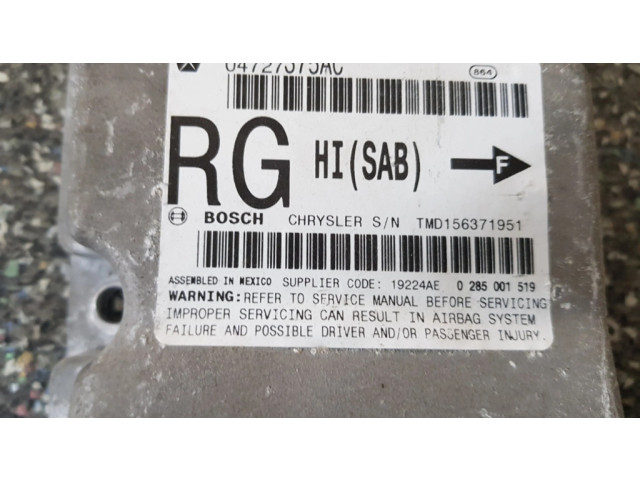 04727375AC
864
RG HI(SAB) F
BOSCH CHRYSLER S/N TMD156371951
ASSEMBLED IN MEXICO SUPPLIER CODE: 19224AE 0 285 001 519
WARNING:REFER TO SERVICE MANUAL BEFORE SERVICING
IMPROPER SERVICING CAN RESULT IN AIRBAG SYSTEM
FAILURE AND POSSIBLE DRIVER AND/OR PASSENGER INJURY.